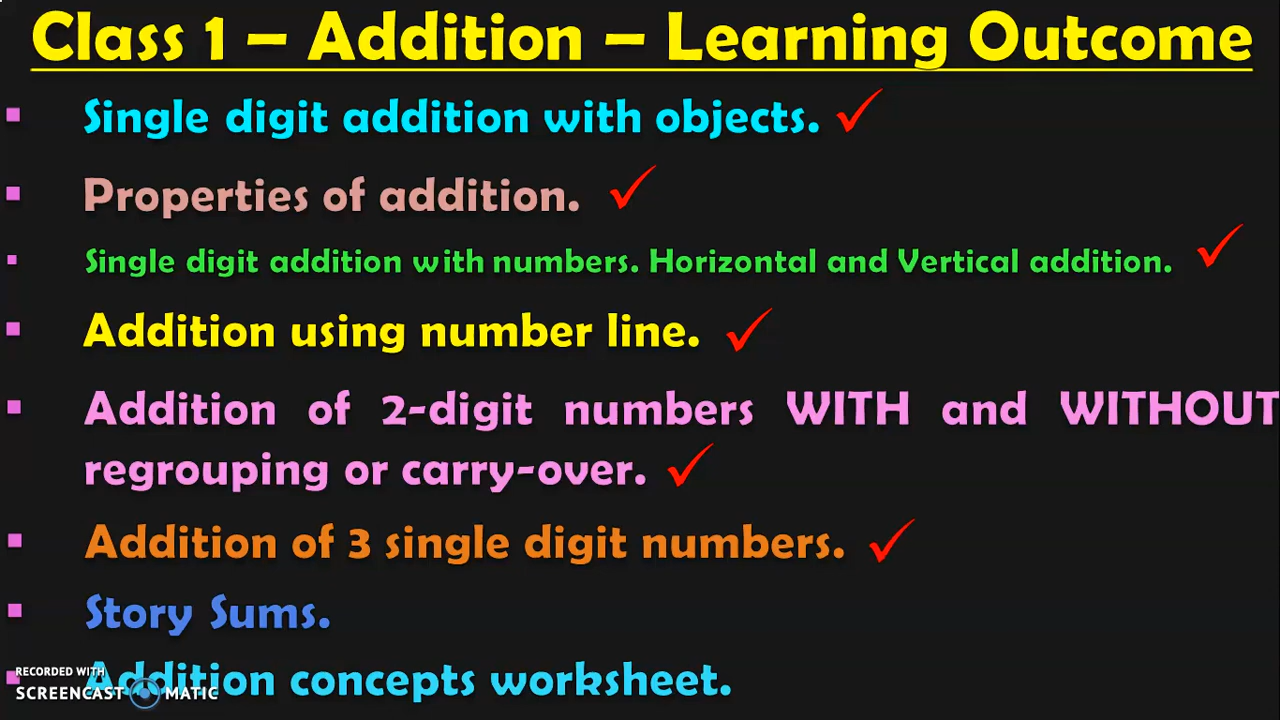 Class 1 – Addition – Learning Outcome
Single digit addition with objects.
Properties of addition.
Single digit addition with numbers. Horizontal and Vertical addition.
Addition using number line.
Addition of 2-digit numbers WITH and WITHOUT
regrouping or carry-over.
Addition of 3 single digit numbers.
Story Sums.
Addition concepts worksheet.
RECORDED WITH
SCREENCAST MATIC